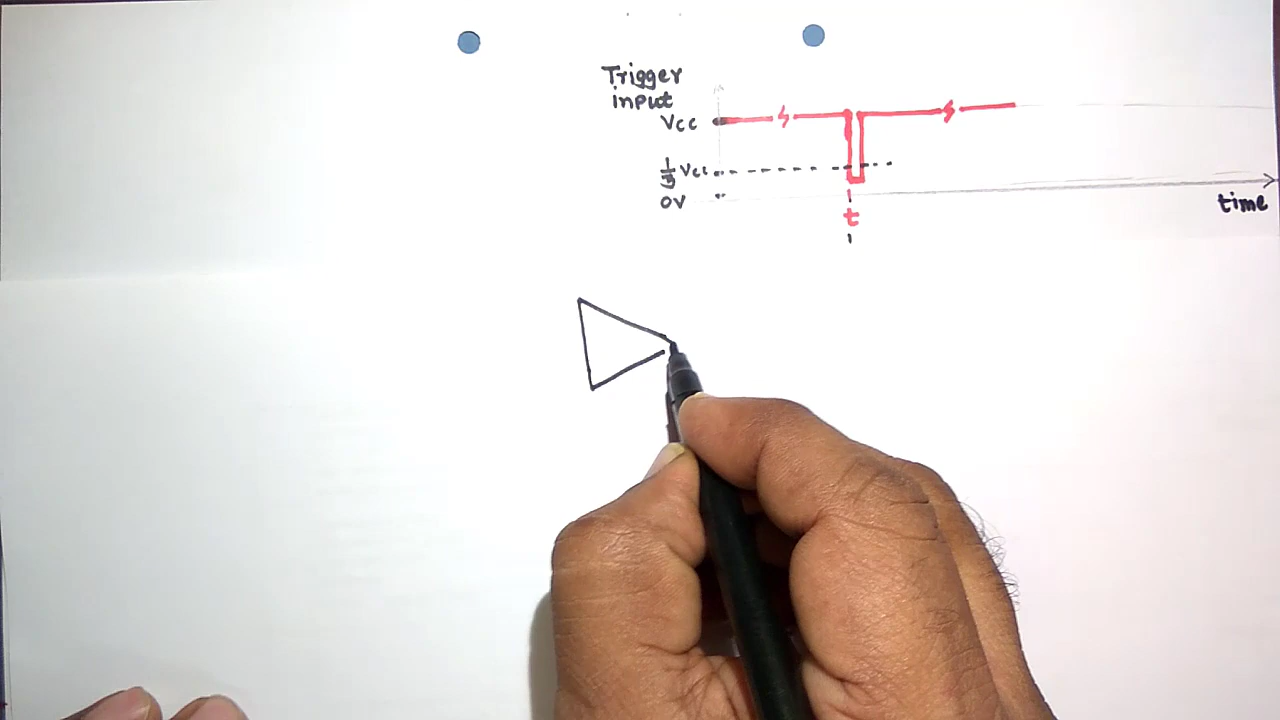 Trigger
input
Vcc
1/3 Vcc
0V
time
t